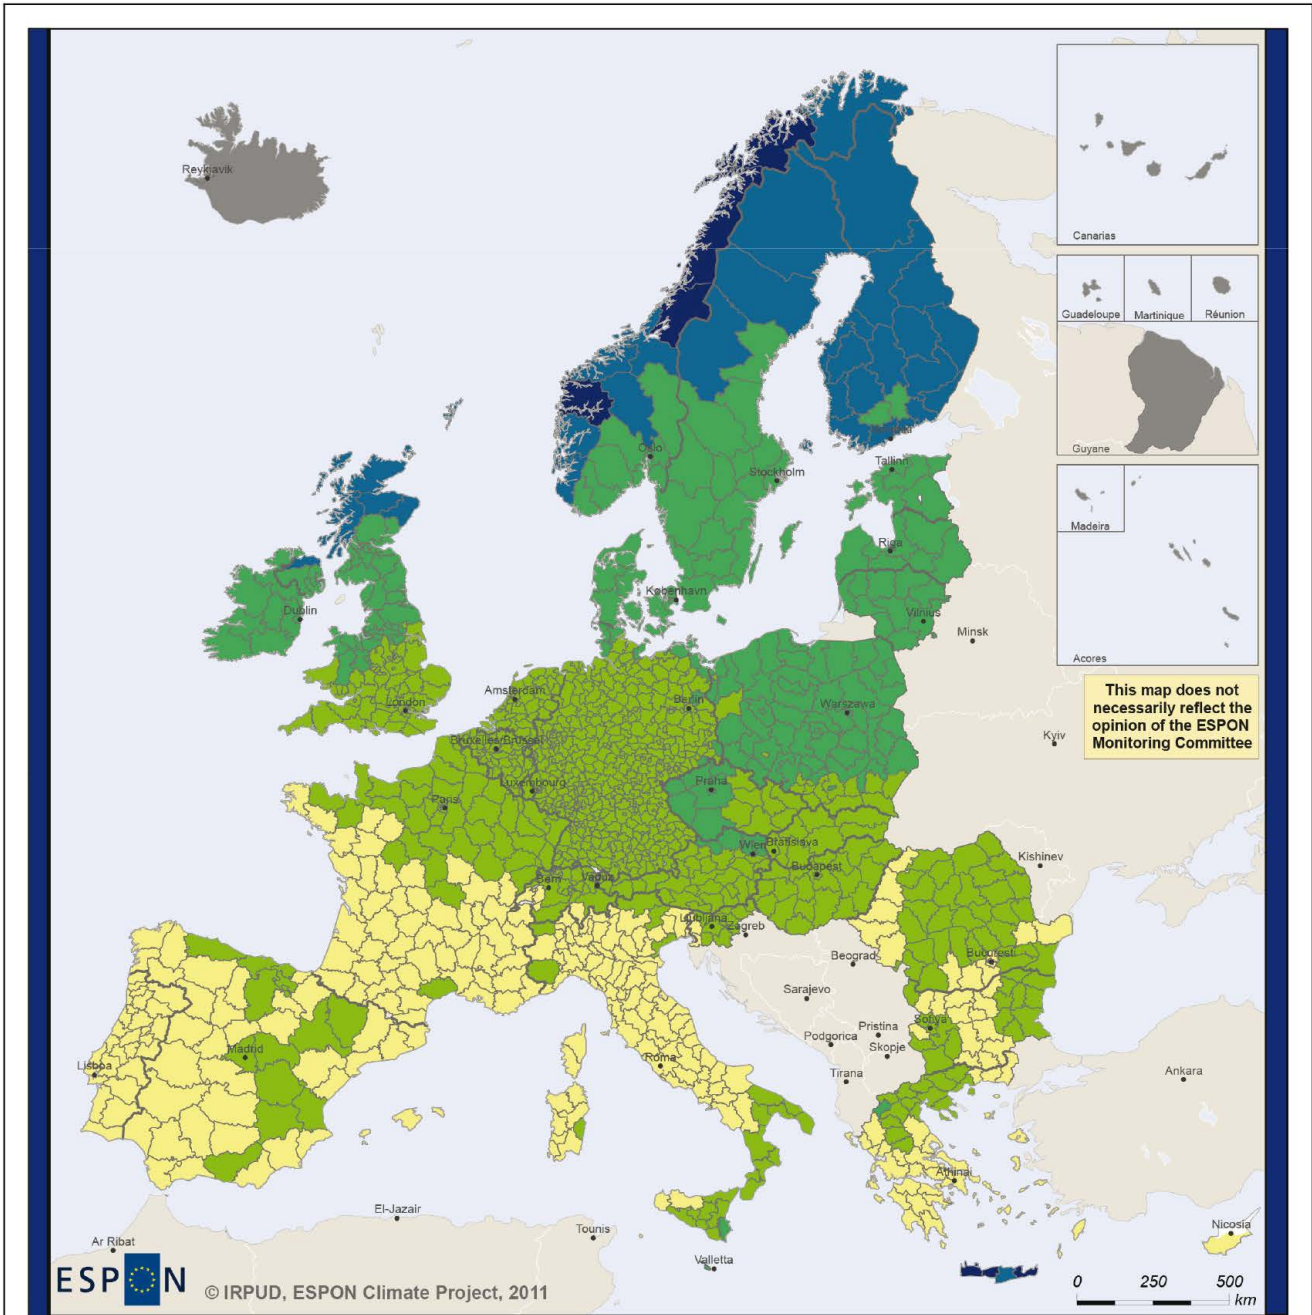 Reykjavik
Canarias
Guadeloupe
Martinique
Réunion
Guyane
Oslo
Stockholm
Tallinn
Madeira
Riga
København
Dublin
Vilnius
Minsk
Acores
This map does not
necessarily reflect the
opinion of the ESPON
Monitoring Committee
Amsterdam
Berlin
London
Warszawa
Bruxelles/Brussel
Kyiv
Luxembourg
Praha
Paris
Wien
Bratislava
Kishinev
Budapest
Bern
Vaduz
Ljubljana
Zagreb
Bucuresti
Beograd
Sarajevo
Sofiya
Pristina
Podgorica
Skopje
Madrid
Roma
Lisboa
Tirana
Ankara
Athinai
El-Jazair
Tounis
Nicosia
Ar Ribat
Valletta
ESPON
© IRPUD, ESPON Climate Project, 2011
0 250 500
km